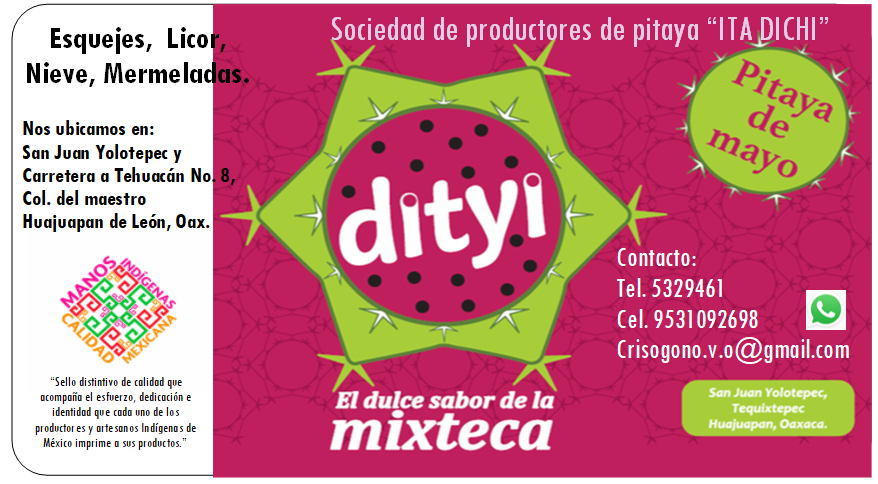 Esquejes, Licor,
Nieve, Mermeladas.
Nos ubicamos en:
San Juan Yolotepec y
Carretera a Tehuacán No. 8,
Col. del maestro
Huajuapan de León, Oax.
MANOS
INDÍGENAS
CALIDAD
MEXICANA
“Sello distintivo de calidad que
acompaña el esfuerzo, dedicación e
identidad que cada uno de los
productores y artesanos Indígenas de
México imprime a sus productos.”
Sociedad de productores de pitaya “ITA DICHI”
Pitaya
de
mayo
dityi
El dulce sabor de la
mixteca
Contacto:
Tel. 5329461
Cel. 9531092698
Crisogono.v.o@gmail.com
San Juan Yolotepec,
Tequixtepec
Huajuapan, Oaxaca.